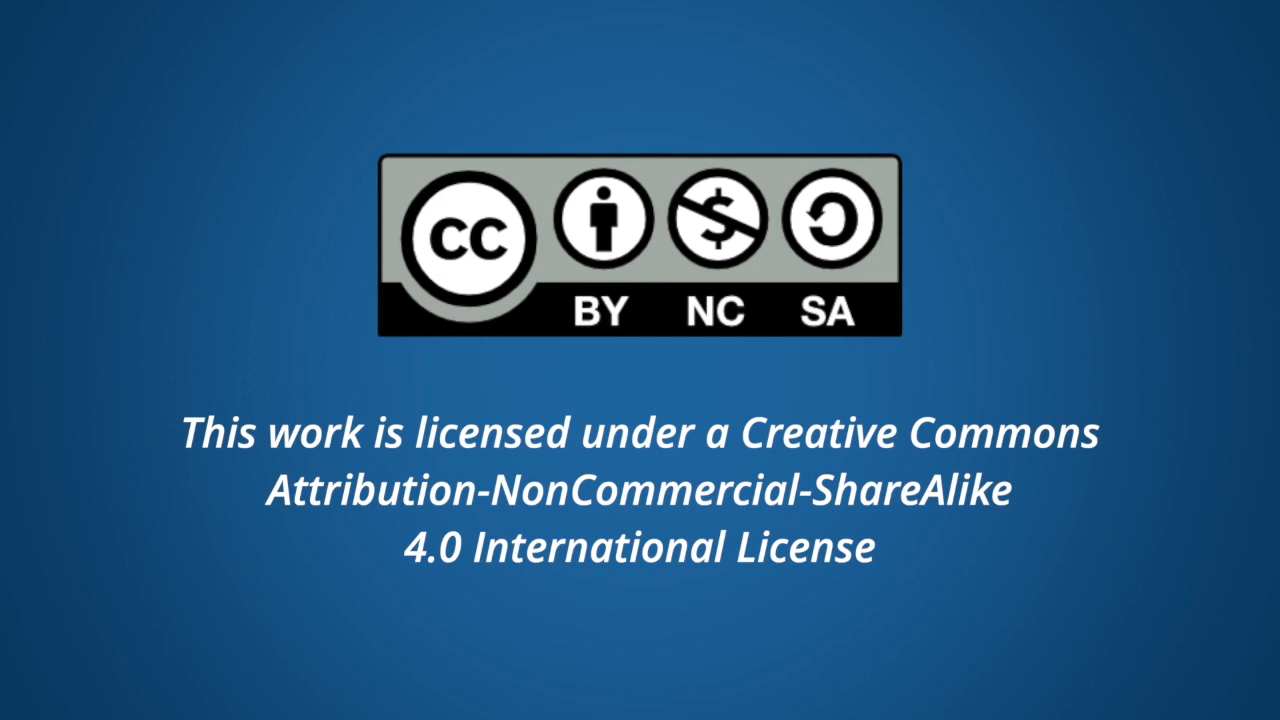 CC
BY NC SA
This work is licensed under a Creative Commons
Attribution-NonCommercial-ShareAlike
4.0 International License